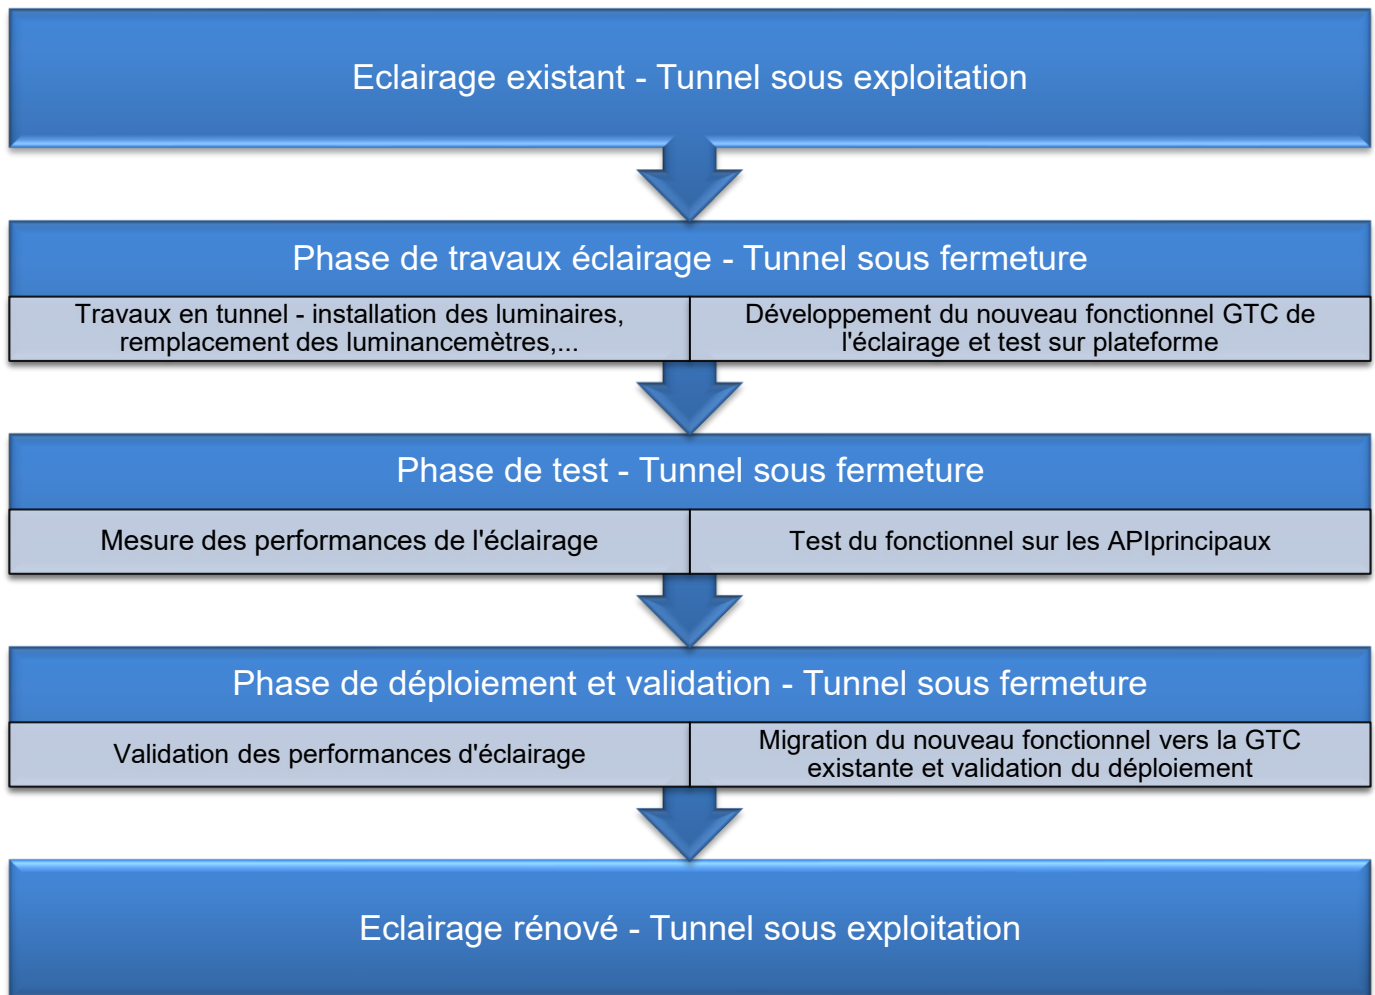 Eclairage existant - Tunnel sous exploitation
Phase de travaux éclairage - Tunnel sous fermeture
Travaux en tunnel - installation des luminaires,
remplacement des luminancemètres,...
Développement du nouveau fonctionnel GTC de
l'éclairage et test sur plateforme
Phase de test - Tunnel sous fermeture
Mesure des performances de l'éclairage
Test du fonctionnel sur les APIprincipaux
Phase de déploiement et validation - Tunnel sous fermeture
Validation des performances d'éclairage
Migration du nouveau fonctionnel vers la GTC
existante et validation du déploiement
Eclairage rénové - Tunnel sous exploitation